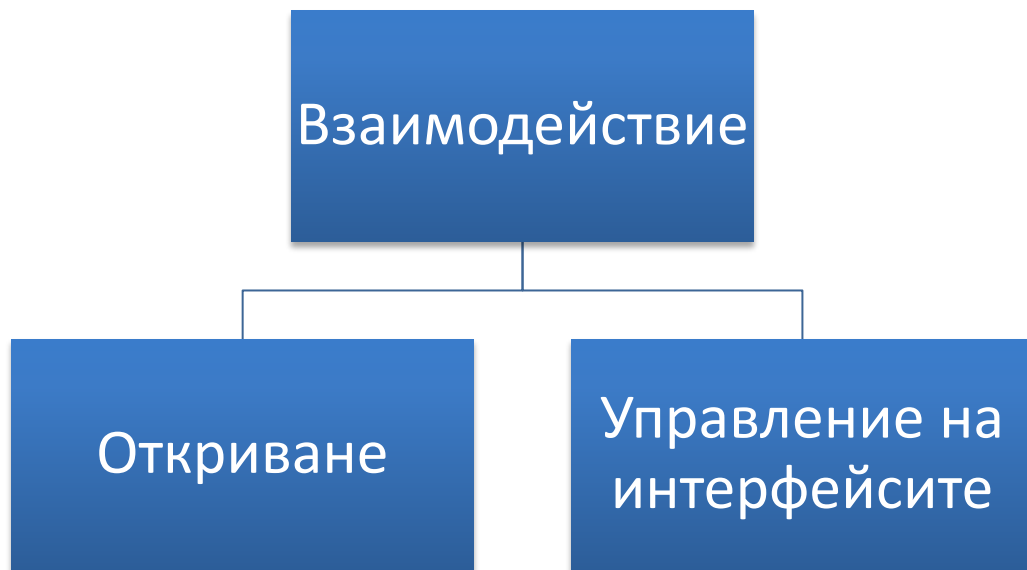 Взаимодействие
Откриване
Управление на
интерфейсите